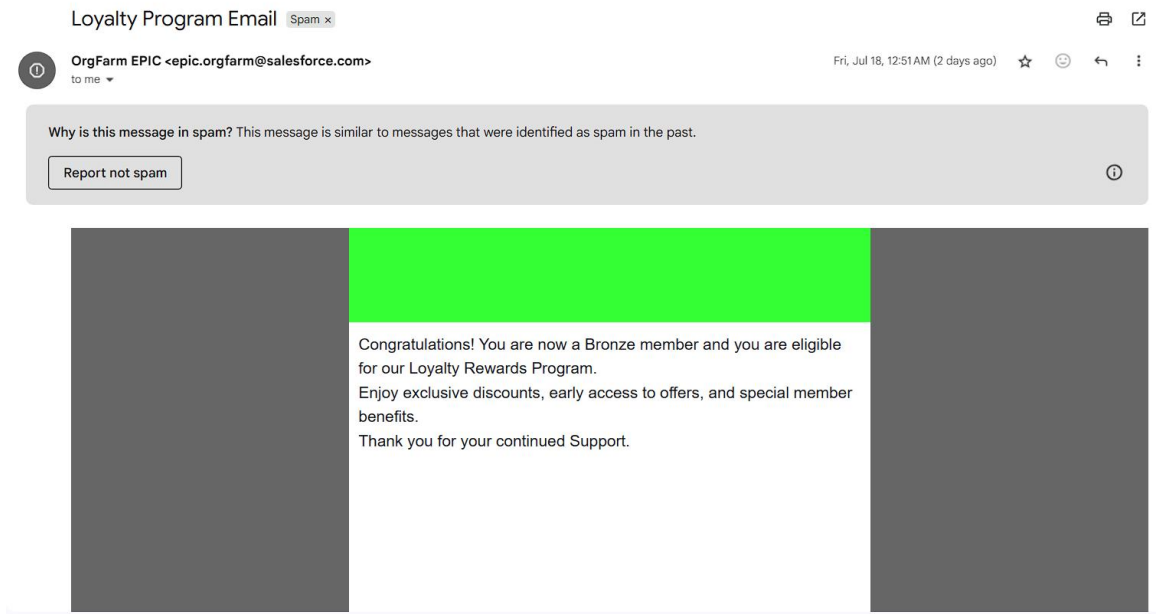 Loyalty Program Email Spam ×
OrgFarm EPIC <epic.orgfarm@salesforce.com>
Fri, Jul 18, 12:51 AM (2 days ago)
to me
Why is this message in spam? This message is similar to messages that were identified as spam in the past.
Report not spam
Congratulations! You are now a Bronze member and you are eligible
for our Loyalty Rewards Program.
Enjoy exclusive discounts, early access to offers, and special member
benefits.
Thank you for your continued Support.